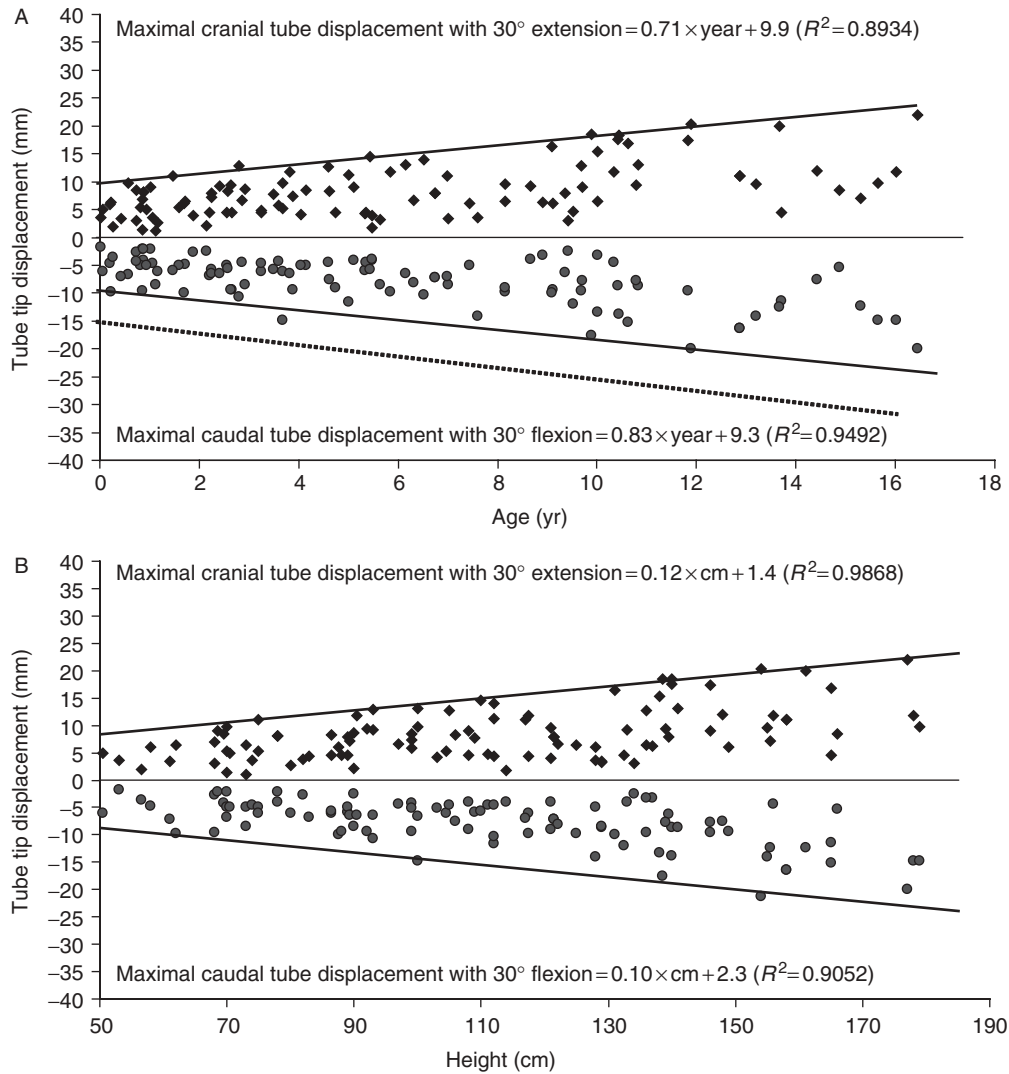 A
Maximal cranial tube displacement with 30° extension=0.71×year+9.9 (R²=0.8934)
40
35
30
25
20
15
10
5
0
−5
−10
−15
−20
−25
−30
−35
−40
Tube tip displacement (mm)
Maximal caudal tube displacement with 30° flexion=0.83×year+9.3 (R²=0.9492)
0 2 4 6 8 10 12 14 16 18
Age (yr)
B
Maximal cranial tube displacement with 30° extension=0.12×cm+1.4 (R²=0.9868)
40
35
30
25
20
15
10
5
0
−5
−10
−15
−20
−25
−30
−35
−40
Tube tip displacement (mm)
Maximal caudal tube displacement with 30° flexion=0.10×cm+2.3 (R²=0.9052)
50 70 90 110 130 150 170 190
Height (cm)